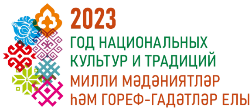 2023
ГОД НАЦИОНАЛЬНЫХ
КУЛЬТУР И ТРАДИЦИЙ
МИЛЛИ МӘДӘНИЯТЛӘР
ҺӘМ ГОРЕФ-ГАДӘТЛӘР ЕЛЫ